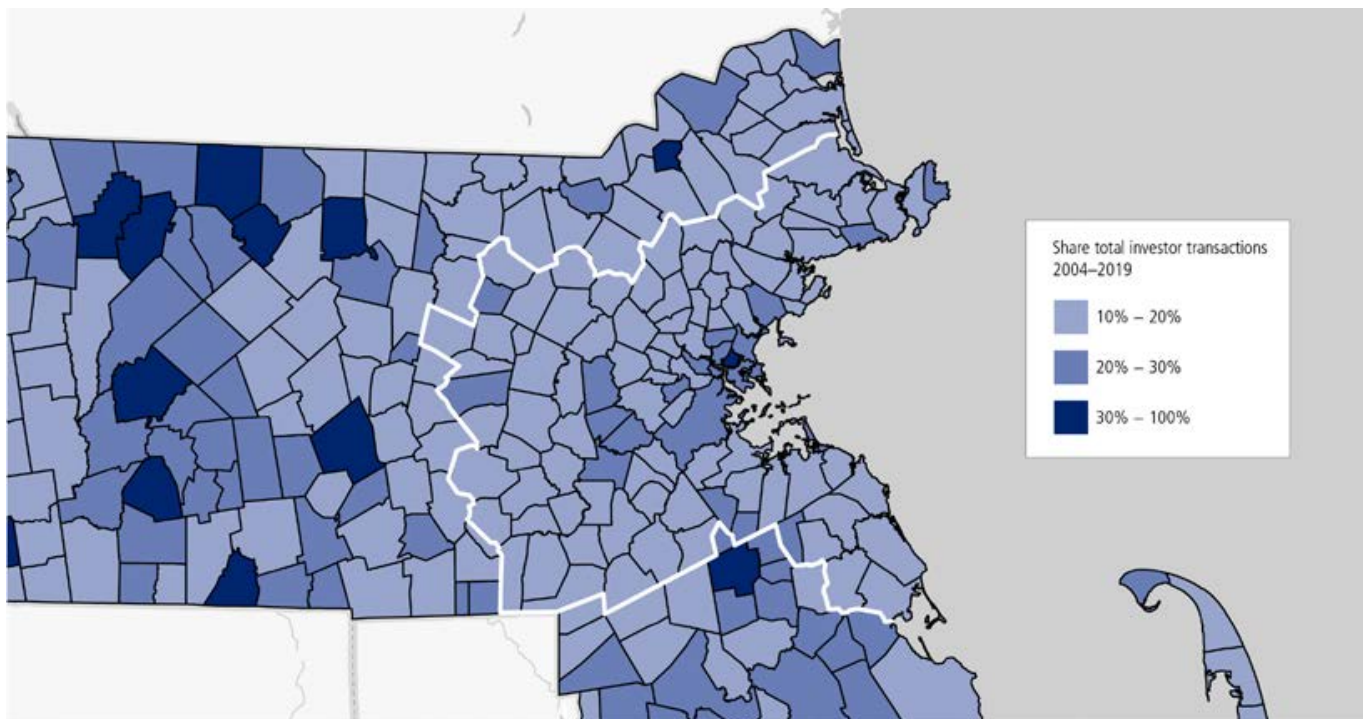 Share total investor transactions
2004–2019
10% – 20%
20% – 30%
30% – 100%